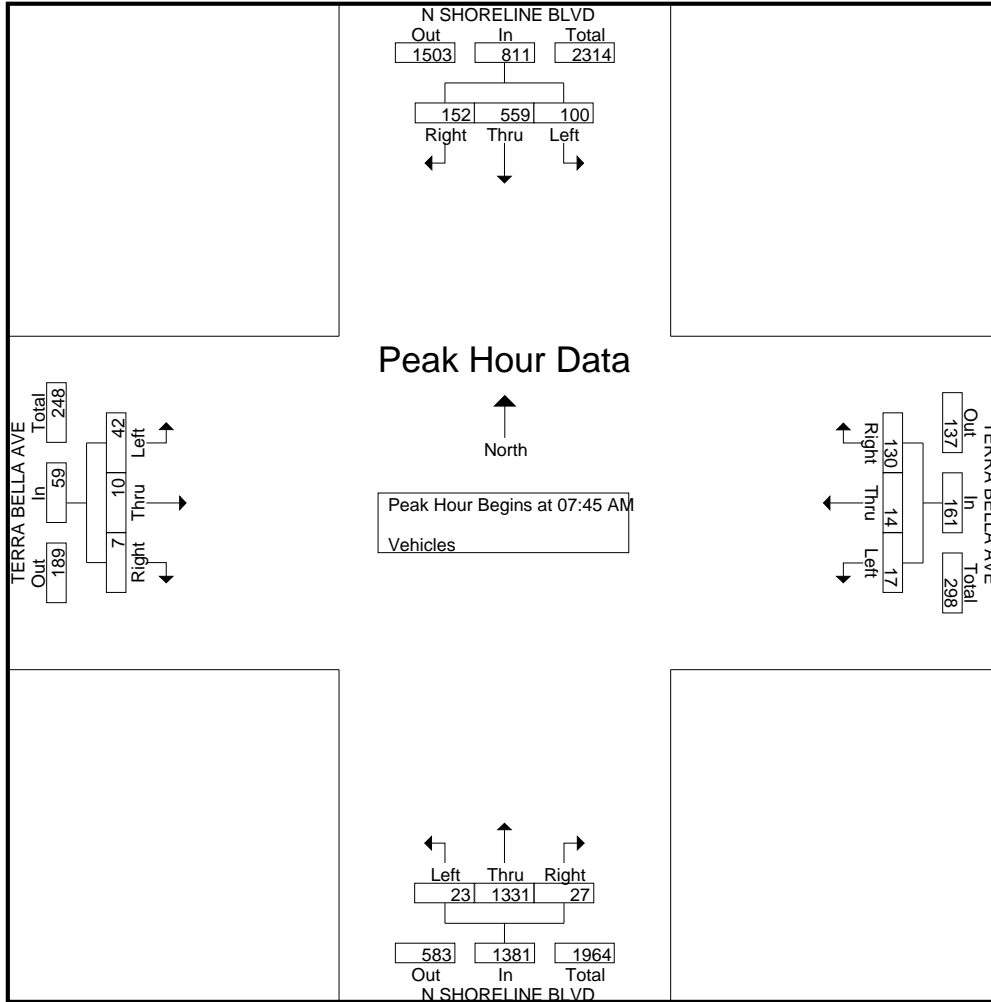 N SHORELINE BLVD
Out In Total
1503 811 2314
152 559 100
Right Thru Left
Peak Hour Data
North
Peak Hour Begins at 07:45 AM
Vehicles
TERRA BELLA AVE
Out In Total
189 59 248
42 10 7
Left Thru Right
TERRA BELLA AVE
Out In Total
137 161 298
130 14 17
Right Thru Left
Left Thru Right
23 1331 27
583 1381 1964
Out In Total
N SHORELINE BLVD